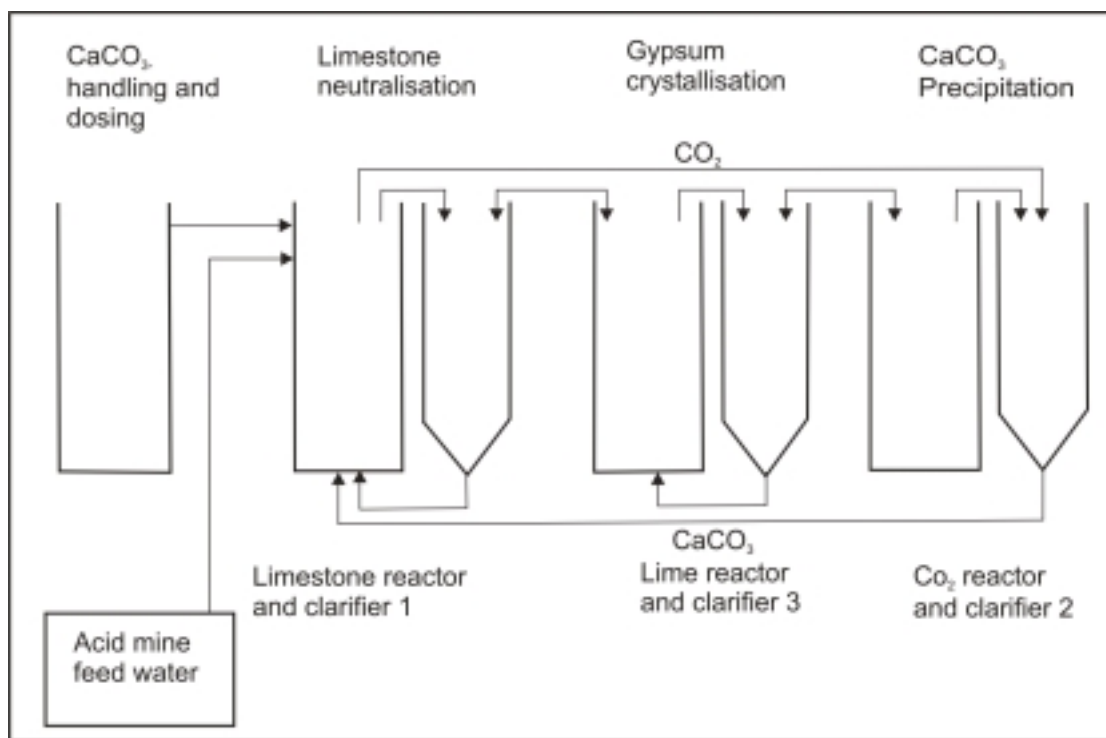 CaCO₃-
handling and
dosing
Limestone
neutralisation
Gypsum
crystallisation
CaCO₃
Precipitation
CO₂
CaCO₃
Limestone reactor
and clarifier 1
Lime reactor
and clarifier 3
Co₂ reactor
and clarifier 2
Acid mine
feed water